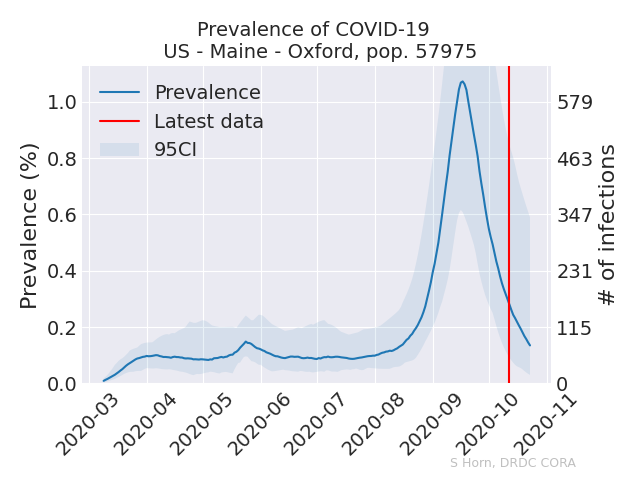 Prevalence of COVID-19
US - Maine - Oxford, pop. 57975
Prevalence
Latest data
95CI
Prevalence (%)
1.0
0.8
0.6
0.4
0.2
0.0
579
463
347
231
115
0
# of infections
2020-03
2020-04
2020-05
2020-06
2020-07
2020-08
2020-09
2020-10
2020-11
S Horn, DRDC CORA